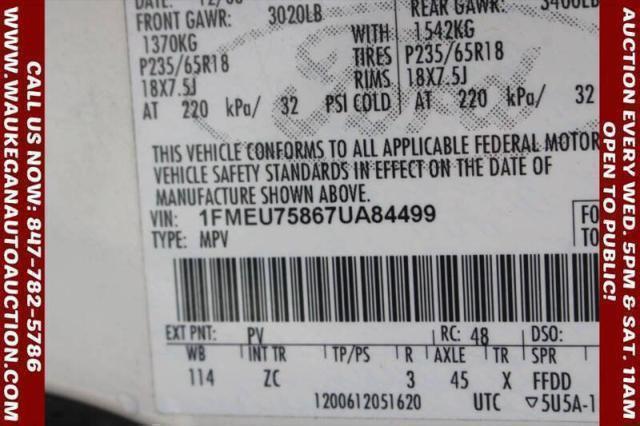 WWW.WAUKEGANAUTOAUCTION.COM
CALL US NOW: 847-782-5786
DATE:
FRONT GAWR: 3020LB
1370KG
P235/65R18
18X7.5J
AT 220 kPa/ 32 PSI COLD
WITH
TIRES
RIMS
REAR GAWR:
1542KG
P235/65R18
18X7.5J
AT 220 kPa/ 32
Ford
THIS VEHICLE CONFORMS TO ALL APPLICABLE FEDERAL MOTOR
VEHICLE SAFETY STANDARDS IN EFFECT ON THE DATE OF
MANUFACTURE SHOWN ABOVE.
VIN: 1FMEU75867UA84499
TYPE: MPV
FO
TO
EXT PNT: PV RC: 48 DSO:
WB INT TR TP/PS R AXLE TR SPR
114 ZC 3 45 X FFDD
1200612051620 UTC ▽5U5A-1
AUCTION EVERY WED. 5PM & SAT. 11AM
OPEN TO PUBLIC!